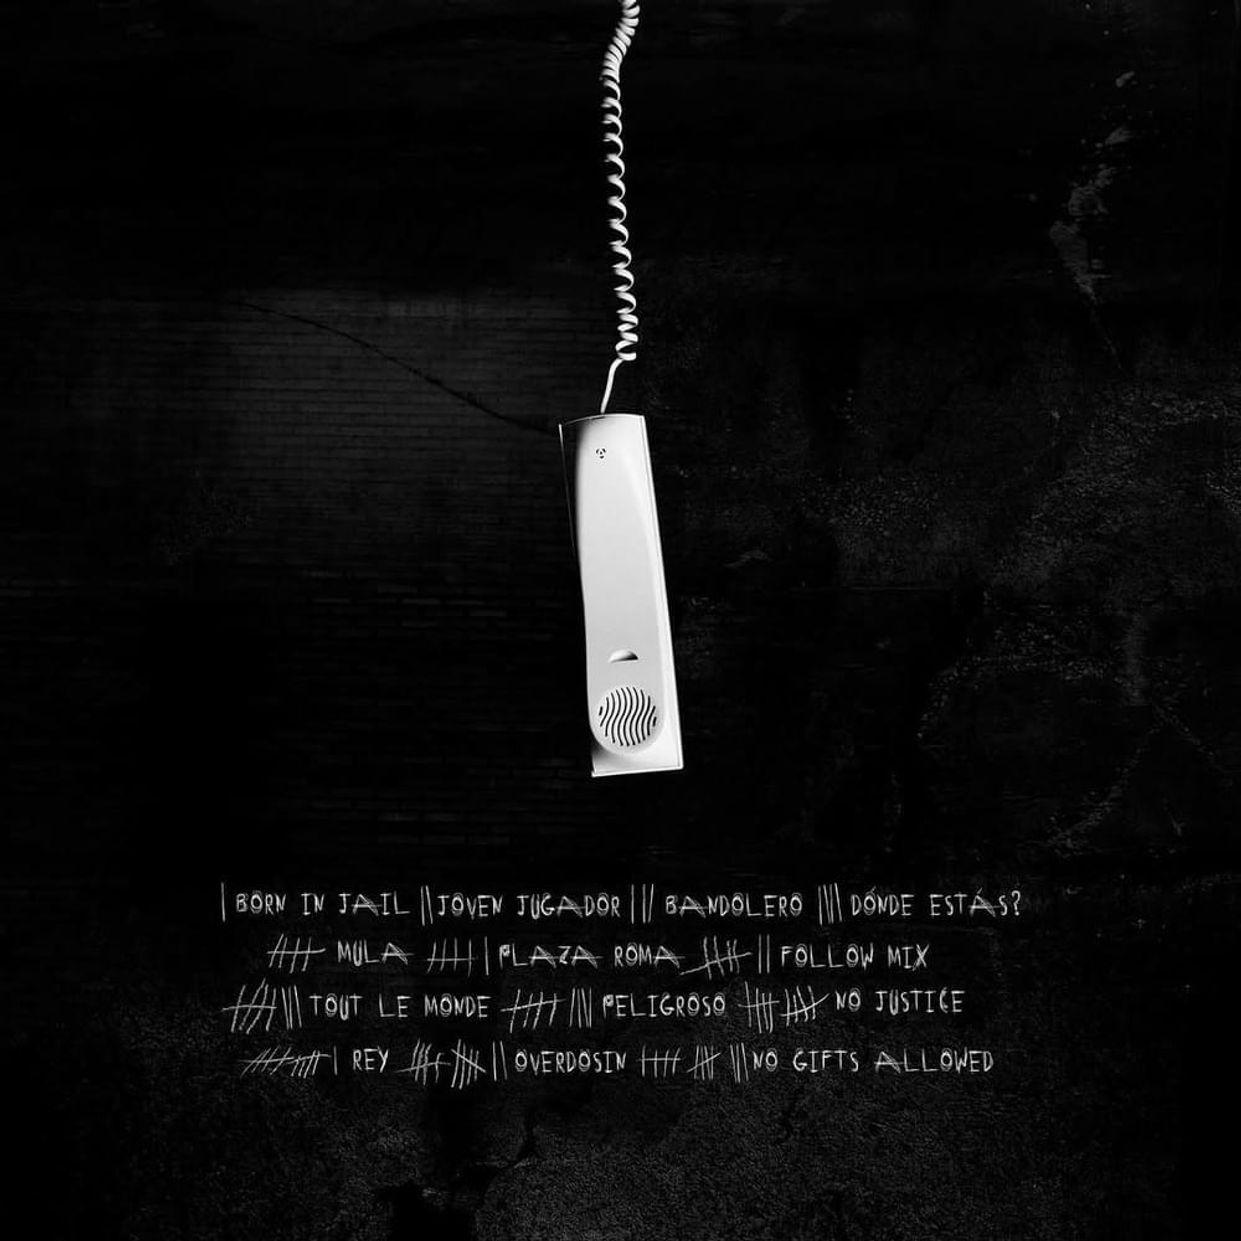 | BORN IN JAIL || JOVEN JUGADOR ||| BANDOLERO |||| DÓNDE ESTÁS?
𝍸 MULA 𝍸 | PLAZA ROMA 𝍸 || FOLLOW MIX
𝍸 ||| TOUT LE MONDE 𝍸 |||| PELIGROSO 𝍸 𝍸 NO JUSTICE
𝍸 𝍸 | REY 𝍸 𝍸 || OVERDOSIN 𝍸 𝍸 ||| NO GIFTS ALLOWED